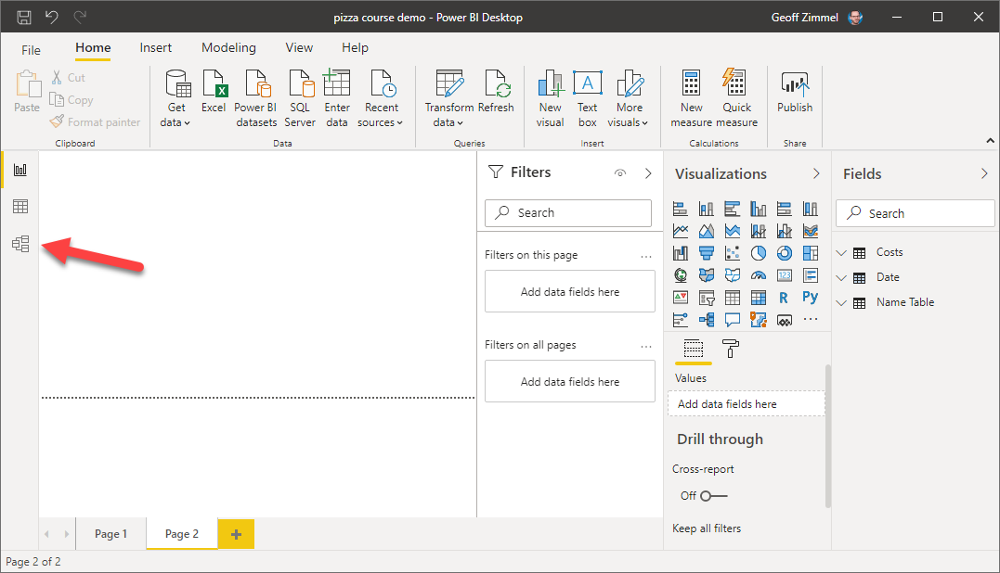 pizza course demo - Power BI Desktop
Geoff Zimmel
File
Home
Insert
Modeling
View
Help
Paste
Cut
Copy
Format painter
Clipboard
Get
data
Excel
Power BI
datasets
SQL
Server
Enter
data
Recent
sources
Data
Transform
data
Refresh
Queries
New
visual
A
Text
box
More
visuals
Insert
New
measure
Quick
measure
Calculations
Publish
Share
Filters
Search
Filters on this page
...
Add data fields here
Filters on all pages
...
Add data fields here
Visualizations
123
R
Py
...
Values
Add data fields here
Drill through
Cross-report
Off
Keep all filters
Fields
Search
Costs
Date
Name Table
Page 1
Page 2
+
Page 2 of 2